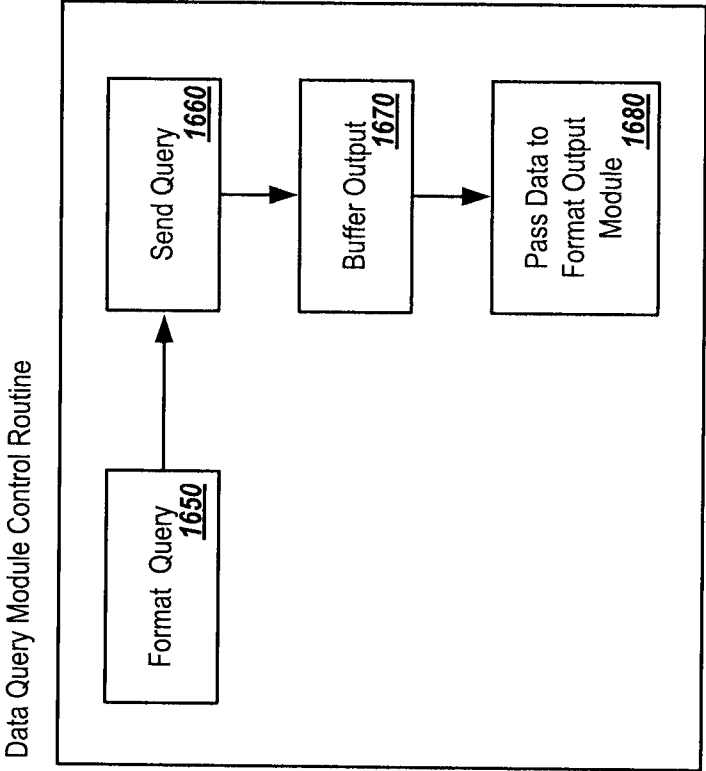 Data Query Module Control Routine
Format Query
1650
Send Query
1660
Buffer Output
1670
Pass Data to
Format Output
Module
1680